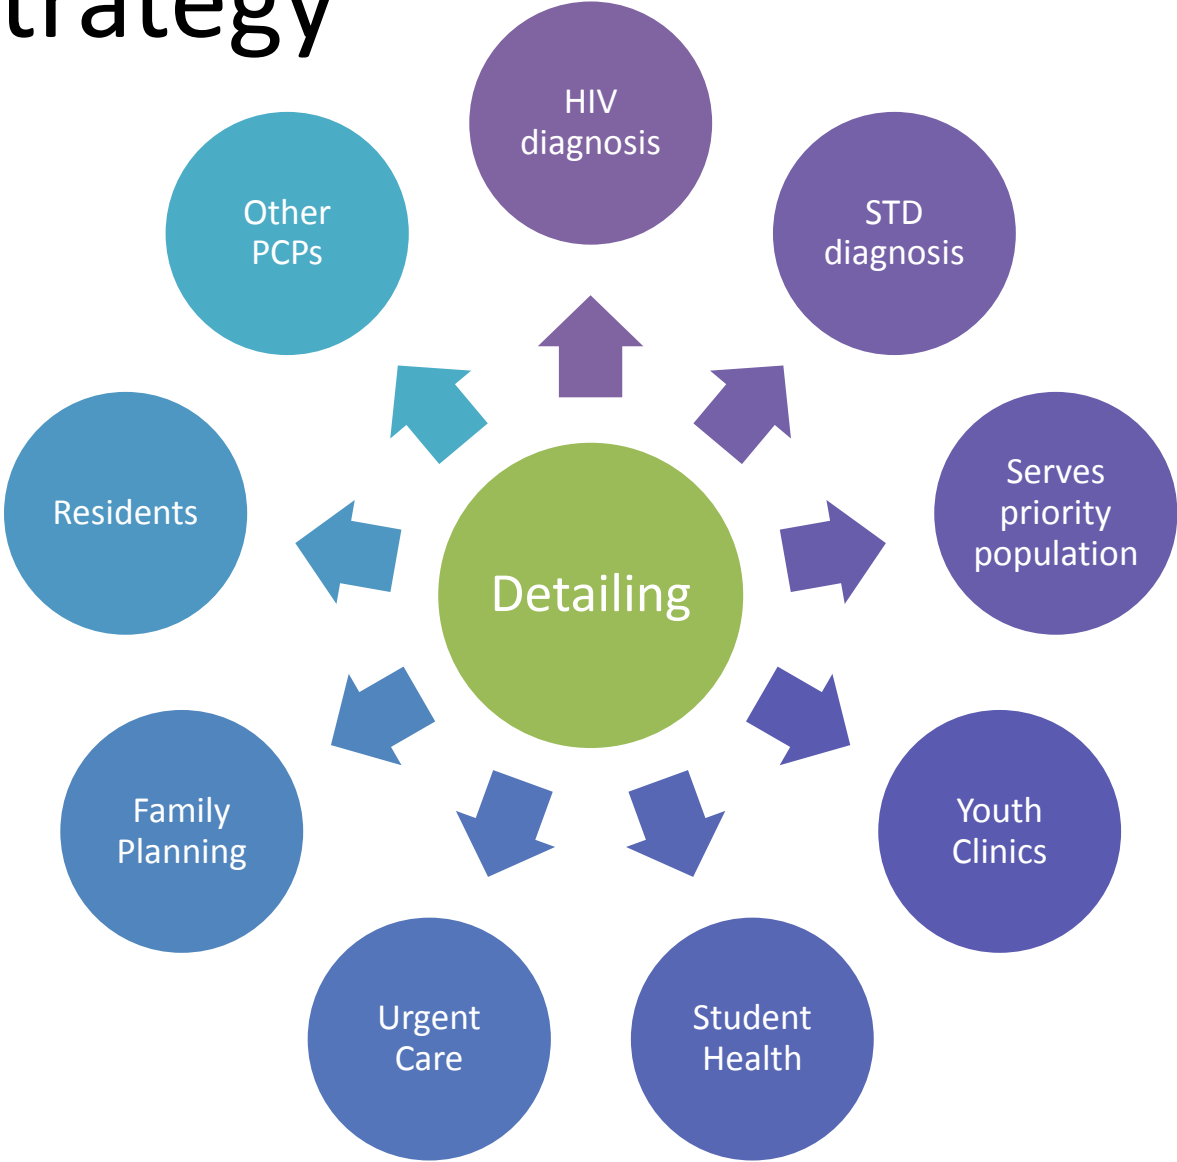 trategy
HIV
diagnosis
STD
diagnosis
Serves
priority
population
Youth
Clinics
Student
Health
Urgent
Care
Family
Planning
Residents
Other
PCPs
Detailing